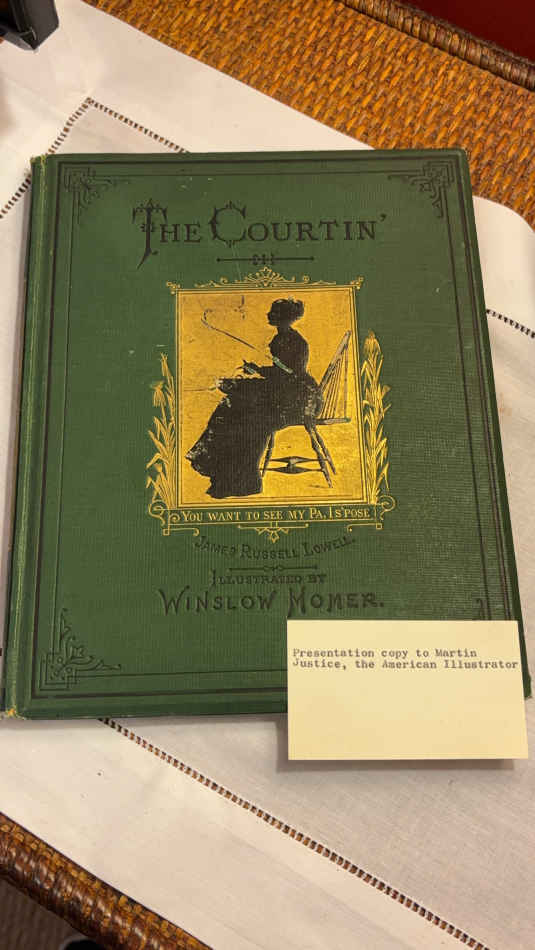 THE COURTIN'
YOU WANT TO SEE MY PA, I S'POSE
JAMES RUSSELL LOWELL.
ILLUSTRATED BY
WINSLOW HOMER.
Presentation copy to Martin
Justice, the American Illustrator